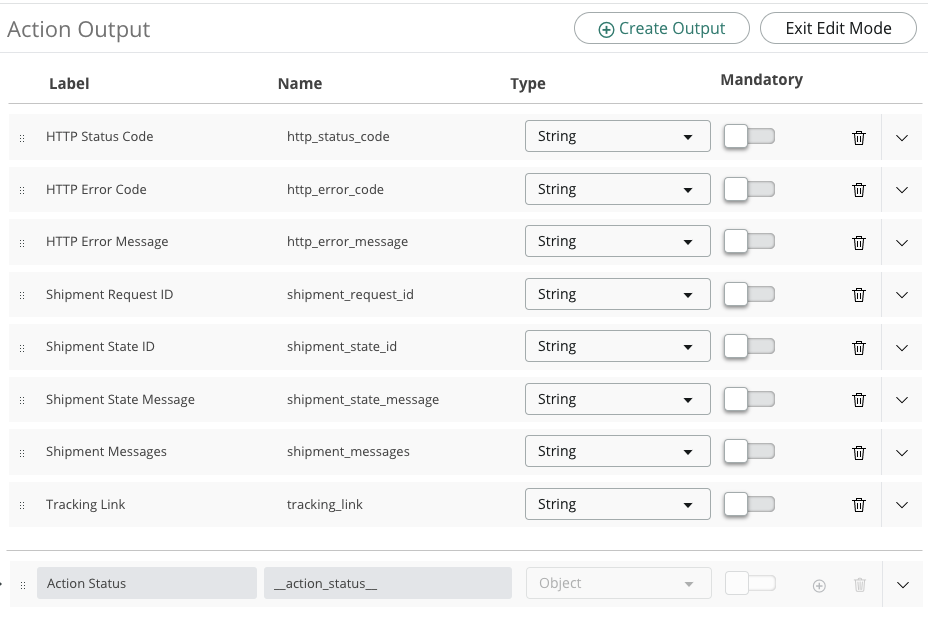 Action Output
Create Output
Exit Edit Mode
Label Name Type Mandatory
HTTP Status Code http_status_code String
HTTP Error Code http_error_code String
HTTP Error Message http_error_message String
Shipment Request ID shipment_request_id String
Shipment State ID shipment_state_id String
Shipment State Message shipment_state_message String
Shipment Messages shipment_messages String
Tracking Link tracking_link String
Action Status __action_status__ Object